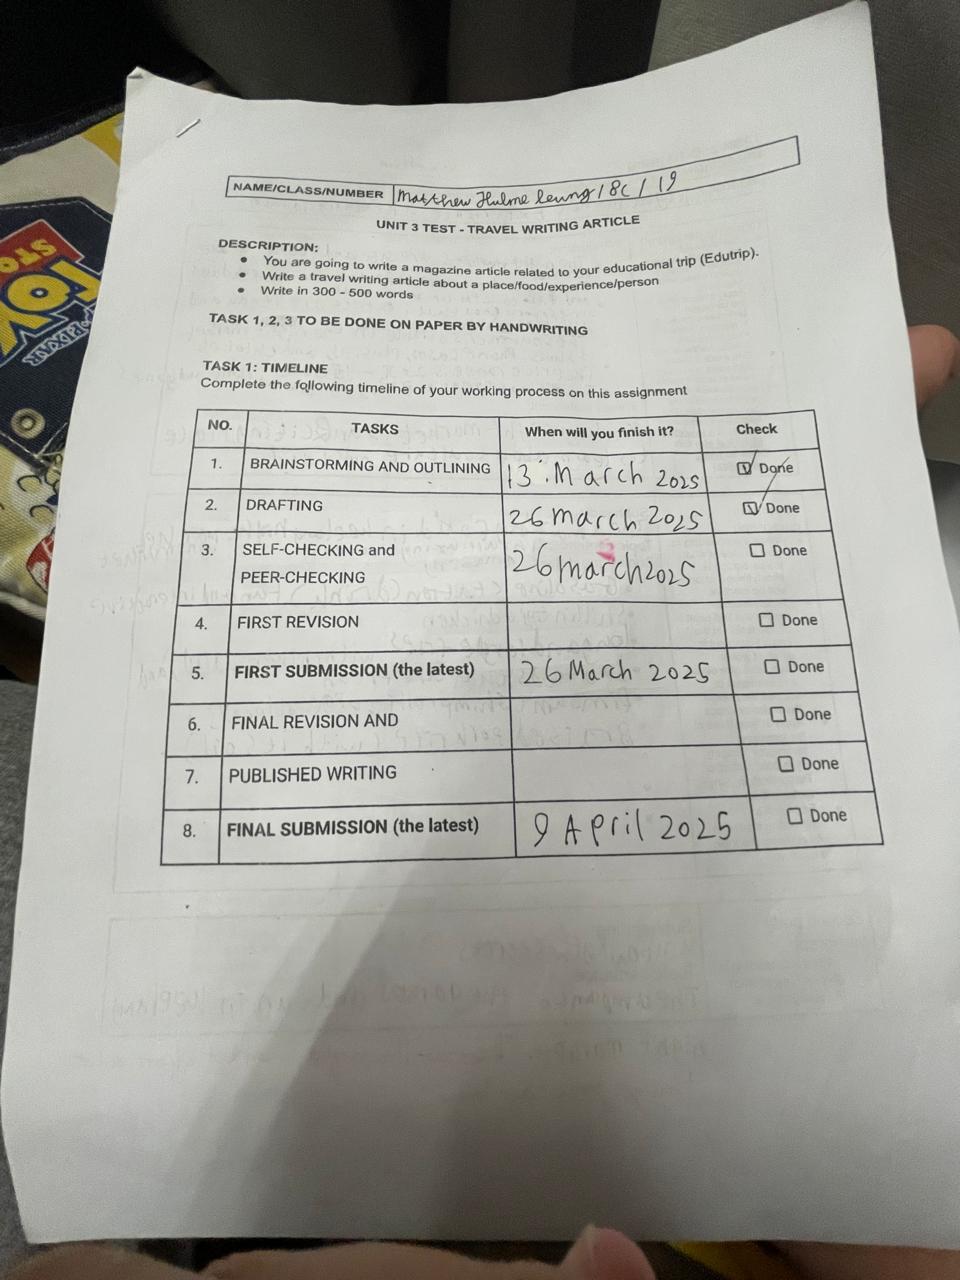 NAME/CLASS/NUMBER Matthew Hulme leung / 8C / 19
UNIT 3 TEST - TRAVEL WRITING ARTICLE
DESCRIPTION:
• You are going to write a magazine article related to your educational trip (Edutrip).
• Write a travel writing article about a place/food/experience/person
• Write in 300 - 500 words
TASK 1, 2, 3 TO BE DONE ON PAPER BY HANDWRITING
TASK 1: TIMELINE
Complete the following timeline of your working process on this assignment
NO. TASKS When will you finish it? Check
1. BRAINSTORMING AND OUTLINING 13 March 2025 Done
2. DRAFTING 26 march 2025 Done
3. SELF-CHECKING and
PEER-CHECKING 26 march 2025 Done
4. FIRST REVISION Done
5. FIRST SUBMISSION (the latest) 26 March 2025 Done
6. FINAL REVISION AND Done
7. PUBLISHED WRITING Done
8. FINAL SUBMISSION (the latest) 9 April 2025 Done
TOY
STO
PIXAR